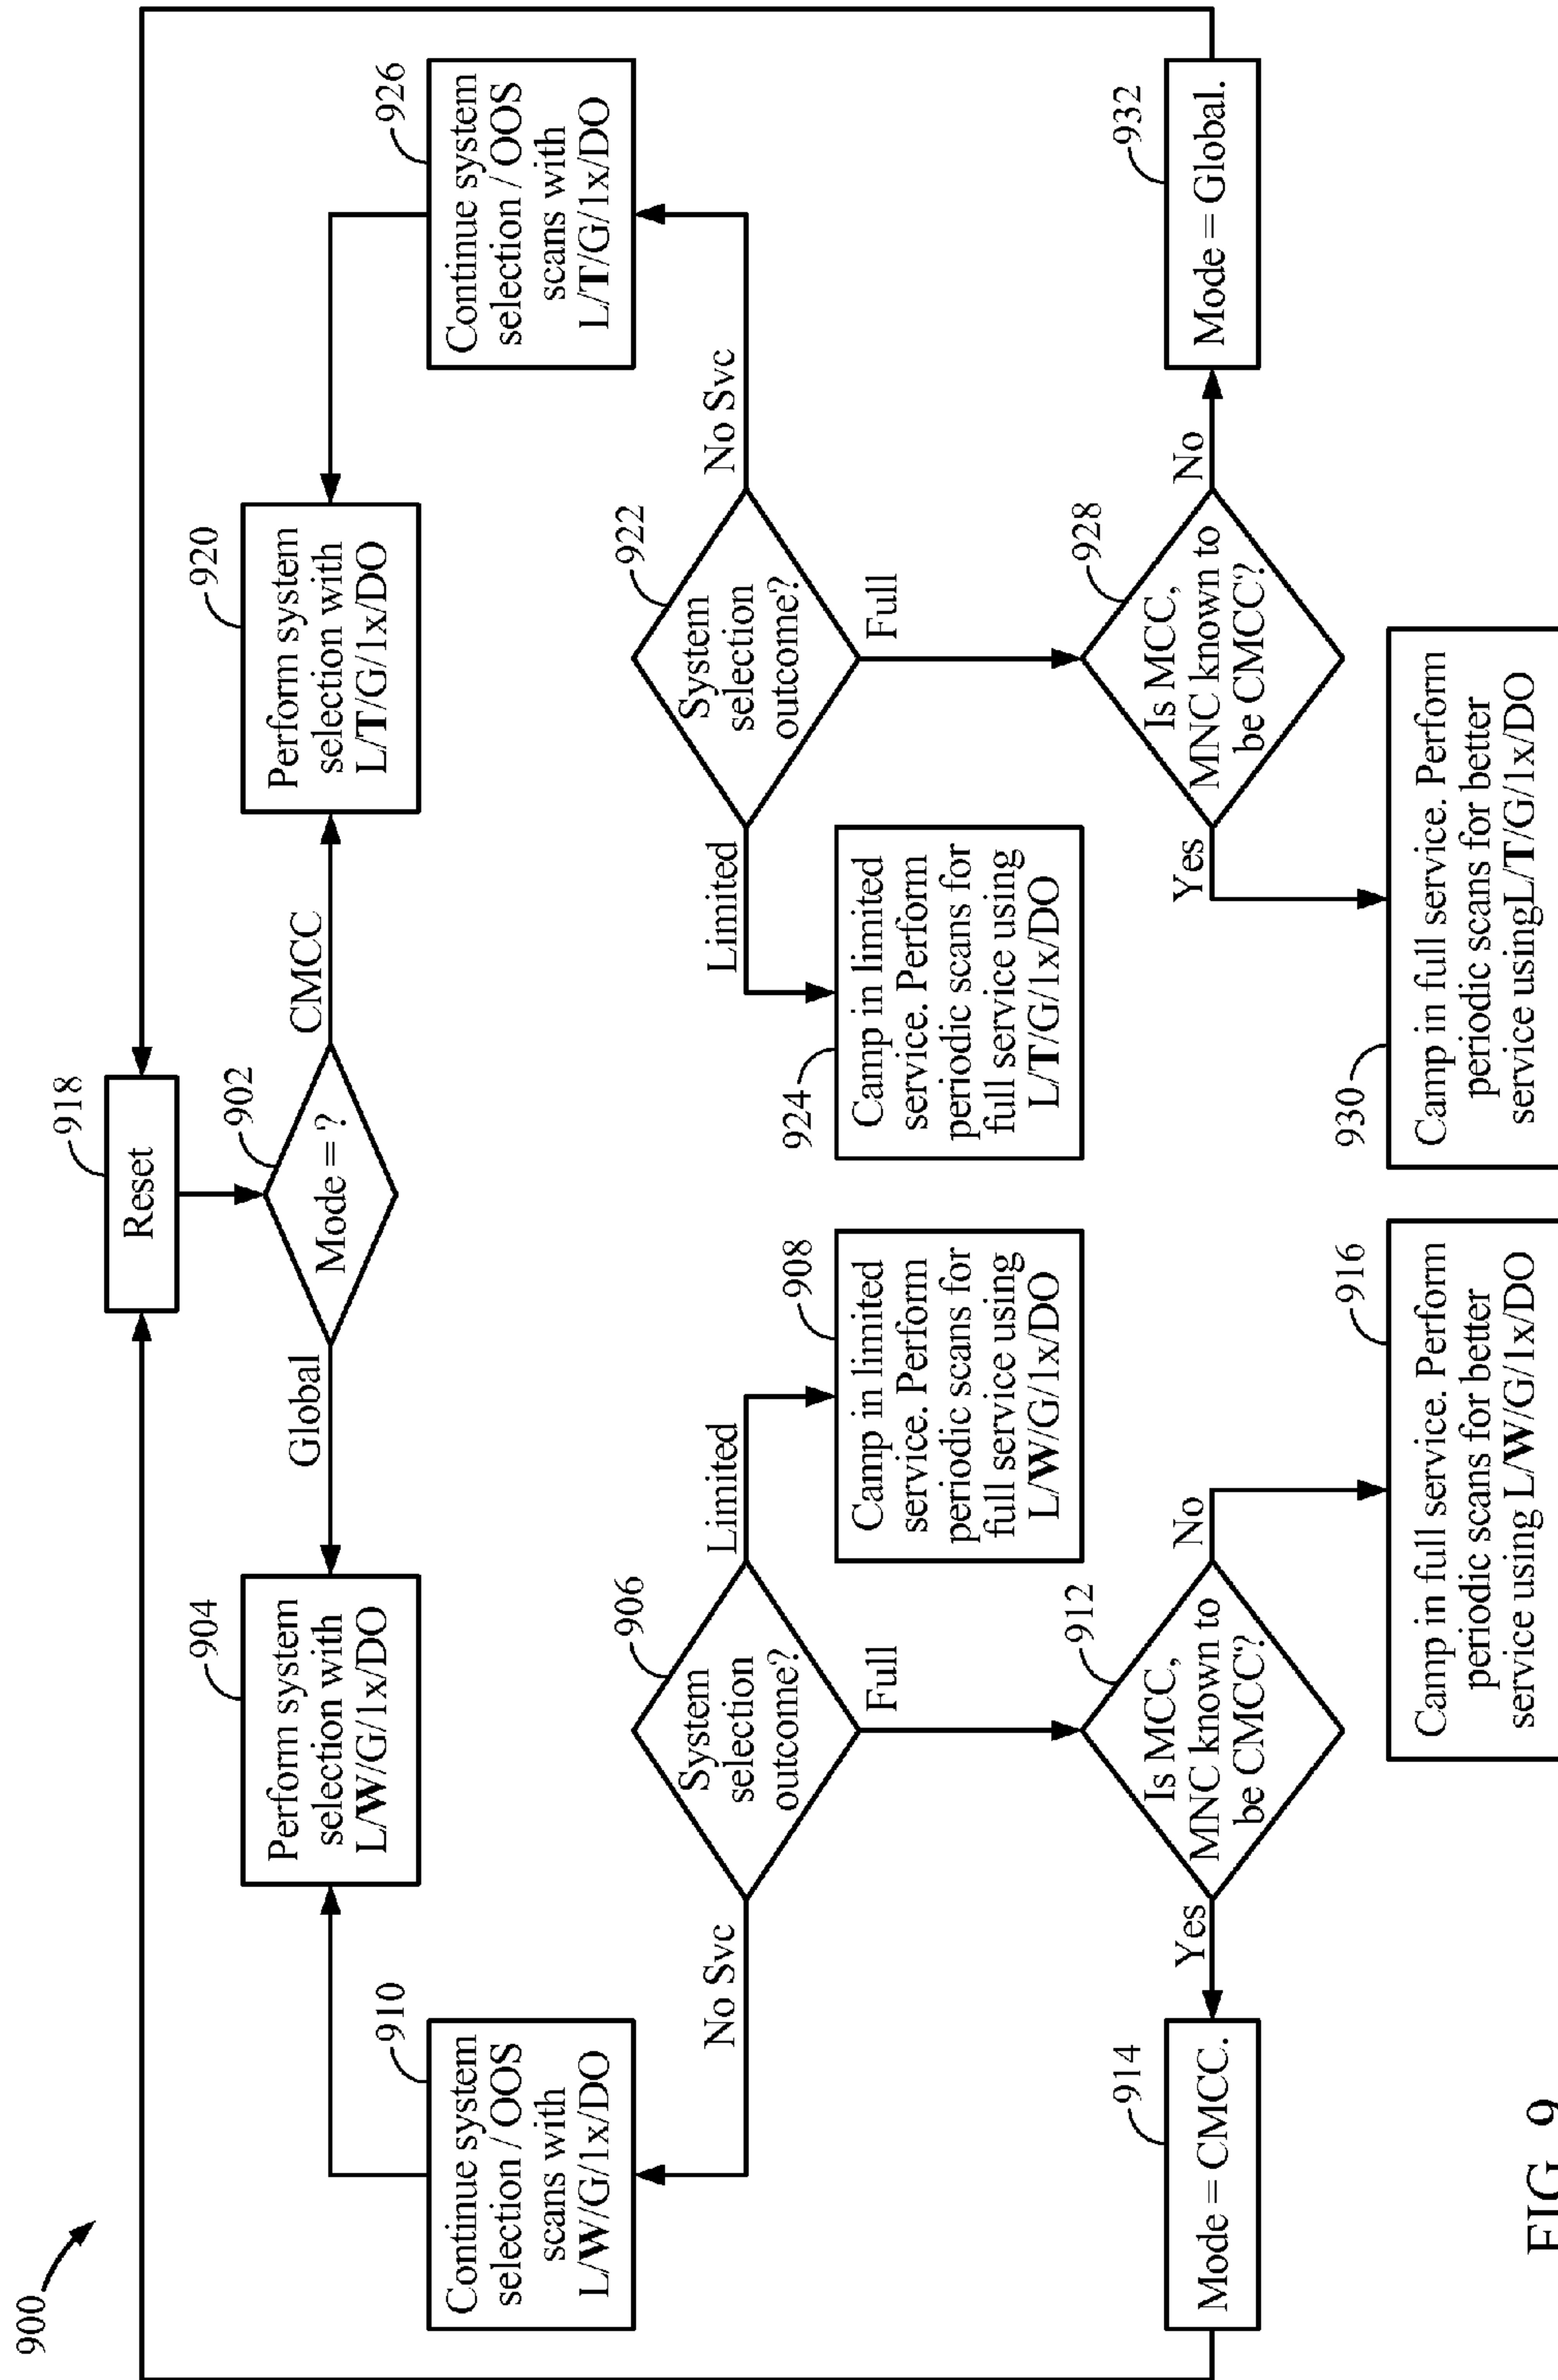 900
918
Reset
902
Mode = ?
Global
CMCC
904
Perform system
selection with
L/W/G/1x/DO
920
Perform system
selection with
L/T/G/1x/DO
910
Continue system
selection / OOS
scans with
L/W/G/1x/DO
926
Continue system
selection / OOS
scans with
L/T/G/1x/DO
906
System
selection
outcome?
No Svc
Limited
Full
922
System
selection
outcome?
Limited
No Svc
Full
908
Camp in limited
service. Perform
periodic scans for
full service using
L/W/G/1x/DO
924
Camp in limited
service. Perform
periodic scans for
full service using
L/T/G/1x/DO
912
Is MCC,
MNC known to
be CMCC?
Yes
No
928
Is MCC,
MNC known to
be CMCC?
Yes
No
914
Mode = CMCC.
932
Mode = Global.
916
Camp in full service. Perform
periodic scans for better
service using L/W/G/1x/DO
930
Camp in full service. Perform
periodic scans for better
service usingL/T/G/1x/DO
FIG. 9